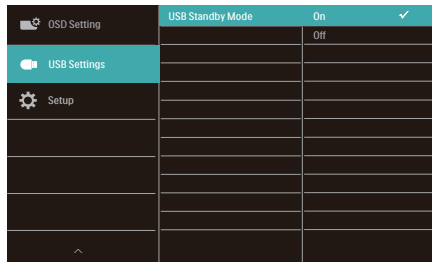 OSD Setting
USB Settings
Setup
USB Standby Mode
On
Off